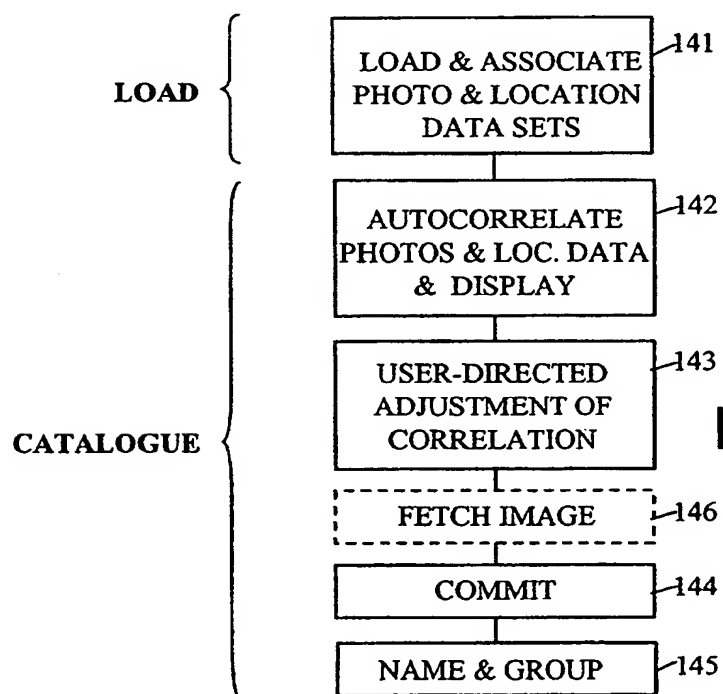 LOAD
LOAD & ASSOCIATE
PHOTO & LOCATION
DATA SETS
141
CATALOGUE
AUTOCORRELATE
PHOTOS & LOC. DATA
& DISPLAY
142
USER-DIRECTED
ADJUSTMENT OF
CORRELATION
143
FETCH IMAGE
146
COMMIT
144
NAME & GROUP
145